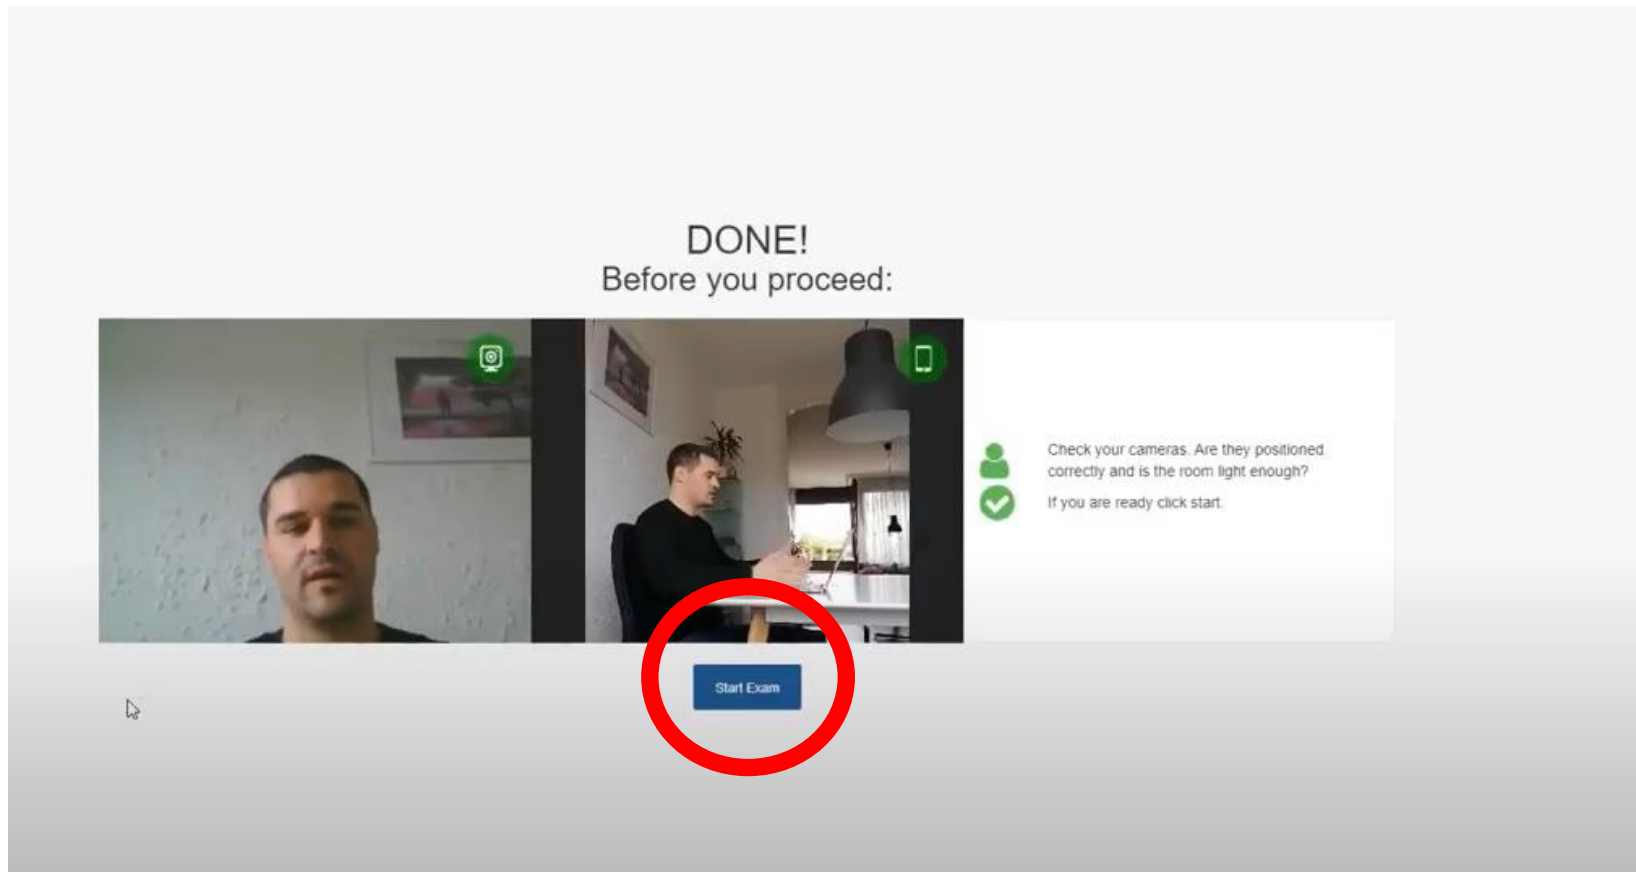 DONE!
Before you proceed:
Check your cameras. Are they positioned
correctly and is the room light enough?
If you are ready click start.
Start Exam